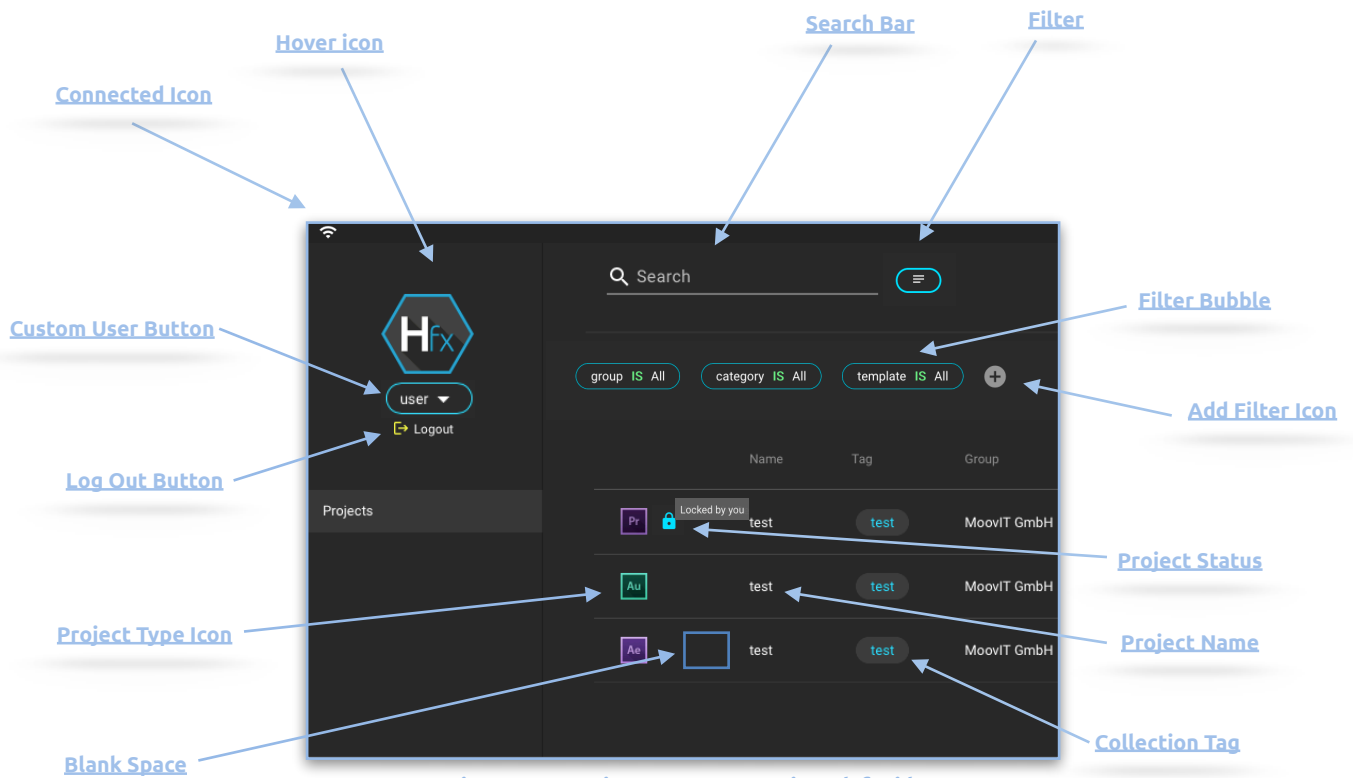 Search Bar
Filter
Hover icon
Connected Icon
Search
Hfx
Filter Bubble
Custom User Button
group IS All
category IS All
template IS All
user
Add Filter Icon
Logout
Name
Tag
Group
Log Out Button
Projects
Locked by you
Pr
test
test
MoovIT GmbH
Project Status
Au
test
test
MoovIT GmbH
Project Type Icon
Project Name
Ae
test
test
MoovIT GmbH
Collection Tag
Blank Space